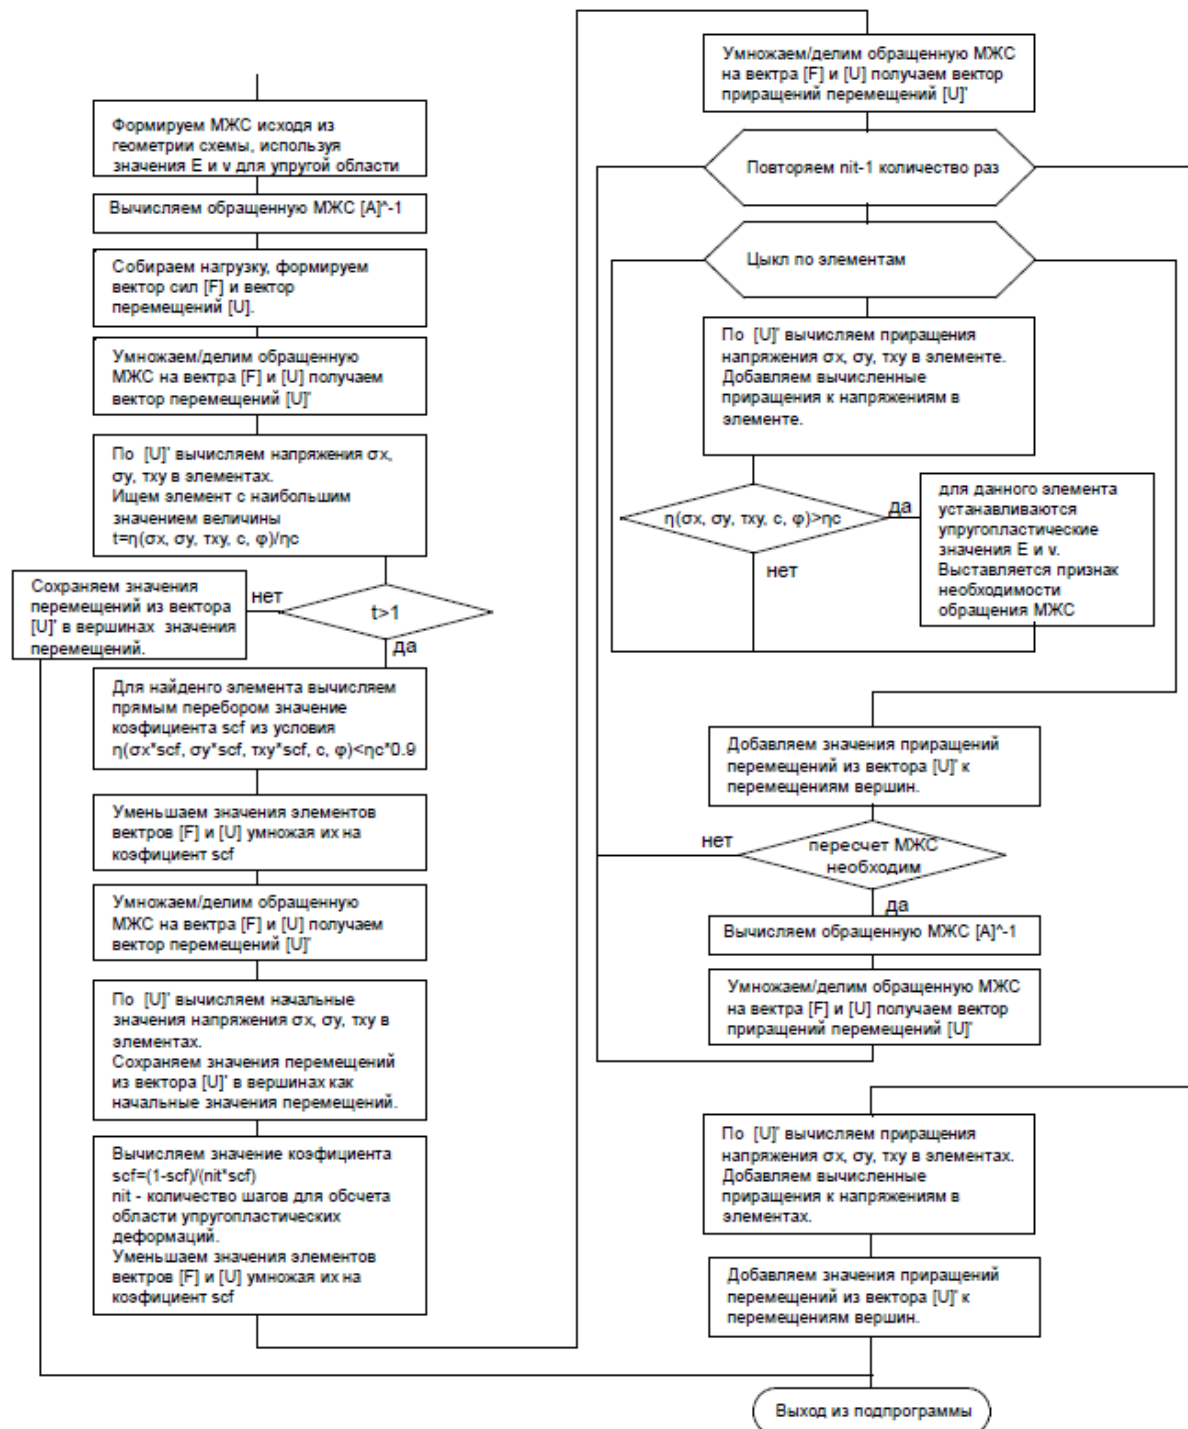 Формируем МЖС исходя из
геометрии схемы, используя
значения E и v для упругой области
Вычисляем обращенную МЖС [A]^-1
Собираем нагрузку, формируем
вектор сил [F] и вектор
перемещений [U].
Умножаем/делим обращенную
МЖС на вектра [F] и [U] получаем
вектор перемещений [U]'
По [U]' вычисляем напряжения σx,
σy, τxy в элементах.
Ищем элемент с наибольшим
значением величины
t=η(σx, σy, τxy, c, φ)/ηc
Сохраняем значения
перемещений из вектора
[U]' в вершинах значения
перемещений.
нет
t>1
да
Для найденго элемента вычисляем
прямым перебором значение
коэфициента scf из условия
η(σx*scf, σy*scf, τxy*scf, c, φ)<ηc*0.9
Уменьшаем значения элементов
вектров [F] и [U] умножая их на
коэфициент scf
Умножаем/делим обращенную
МЖС на вектра [F] и [U] получаем
вектор перемещений [U]'
По [U]' вычисляем начальные
значения напряжения σx, σy, τxy в
элементах.
Сохраняем значения перемещений
из вектора [U]' в вершинах как
начальные значения перемещений.
Вычисляем значение коэфициента
scf=(1-scf)/(nit*scf)
nit - количество шагов для обсчета
области упругопластических
деформаций.
Уменьшаем значения элементов
вектров [F] и [U] умножая их на
коэфициент scf
Умножаем/делим обращенную МЖС
на вектра [F] и [U] получаем вектор
приращений перемещений [U]'
Повторяем nit-1 количество раз
Цыкл по элементам
По [U]' вычисляем приращения
напряжения σx, σy, τxy в элементе.
Добавляем вычисленные
приращения к напряжениям в
элементе.
η(σx, σy, τxy, c, φ)>ηc
да
нет
для данного элемента
устанавливаются
упругопластические
значения E и v.
Выставляется признак
необходимости
обращения МЖС
Добавляем значения приращений
перемещений из вектора [U]' к
перемещениям вершин.
нет
пересчет МЖС
необходим
да
Вычисляем обращенную МЖС [A]^-1
Умножаем/делим обращенную МЖС
на вектра [F] и [U] получаем вектор
приращений перемещений [U]'
По [U]' вычисляем приращения
напряжения σx, σy, τxy в элементах.
Добавляем вычисленные
приращения к напряжениям в
элементах.
Добавляем значения приращений
перемещений из вектора [U]' к
перемещениям вершин.
Выход из подпрограммы